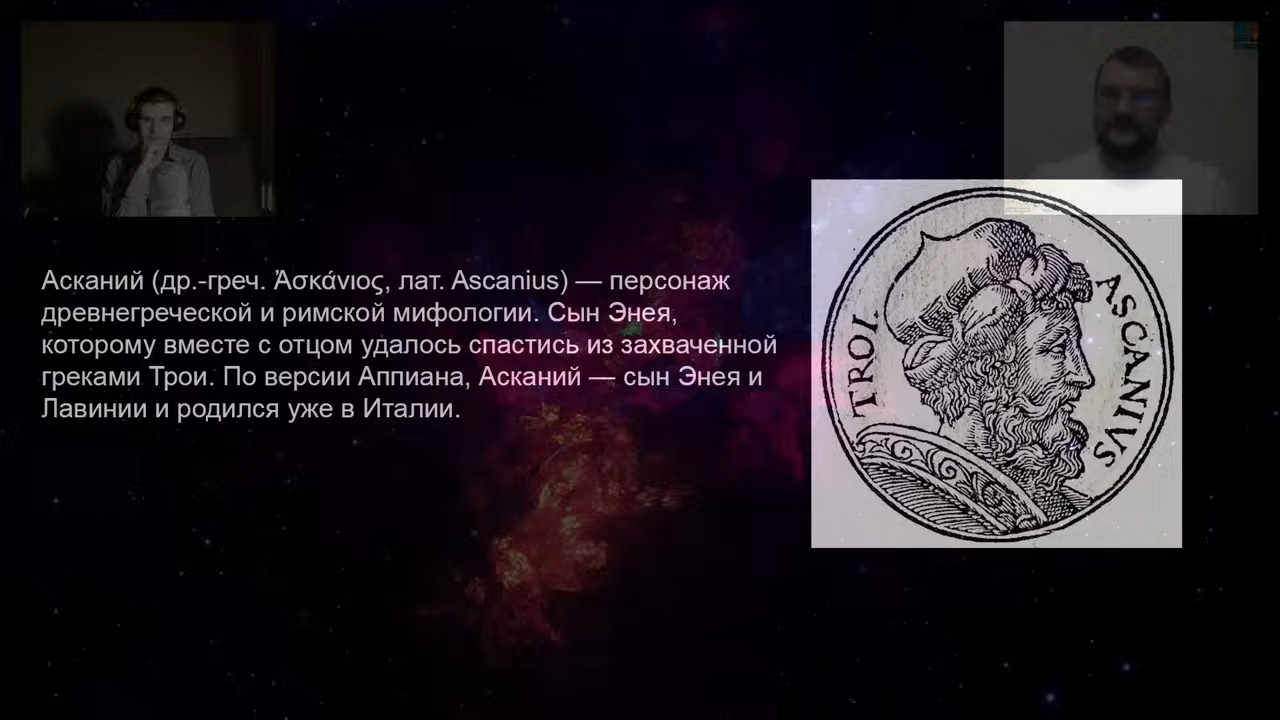 Асканий (др.-греч. Ἀσκάνιος, лат. Ascanius) — персонаж
древнегреческой и римской мифологии. Сын Энея,
которому вместе с отцом удалось спастись из захваченной
греками Трои. По версии Аппиана, Асканий — сын Энея и
Лавинии и родился уже в Италии.
TROI.
ASCANIVS